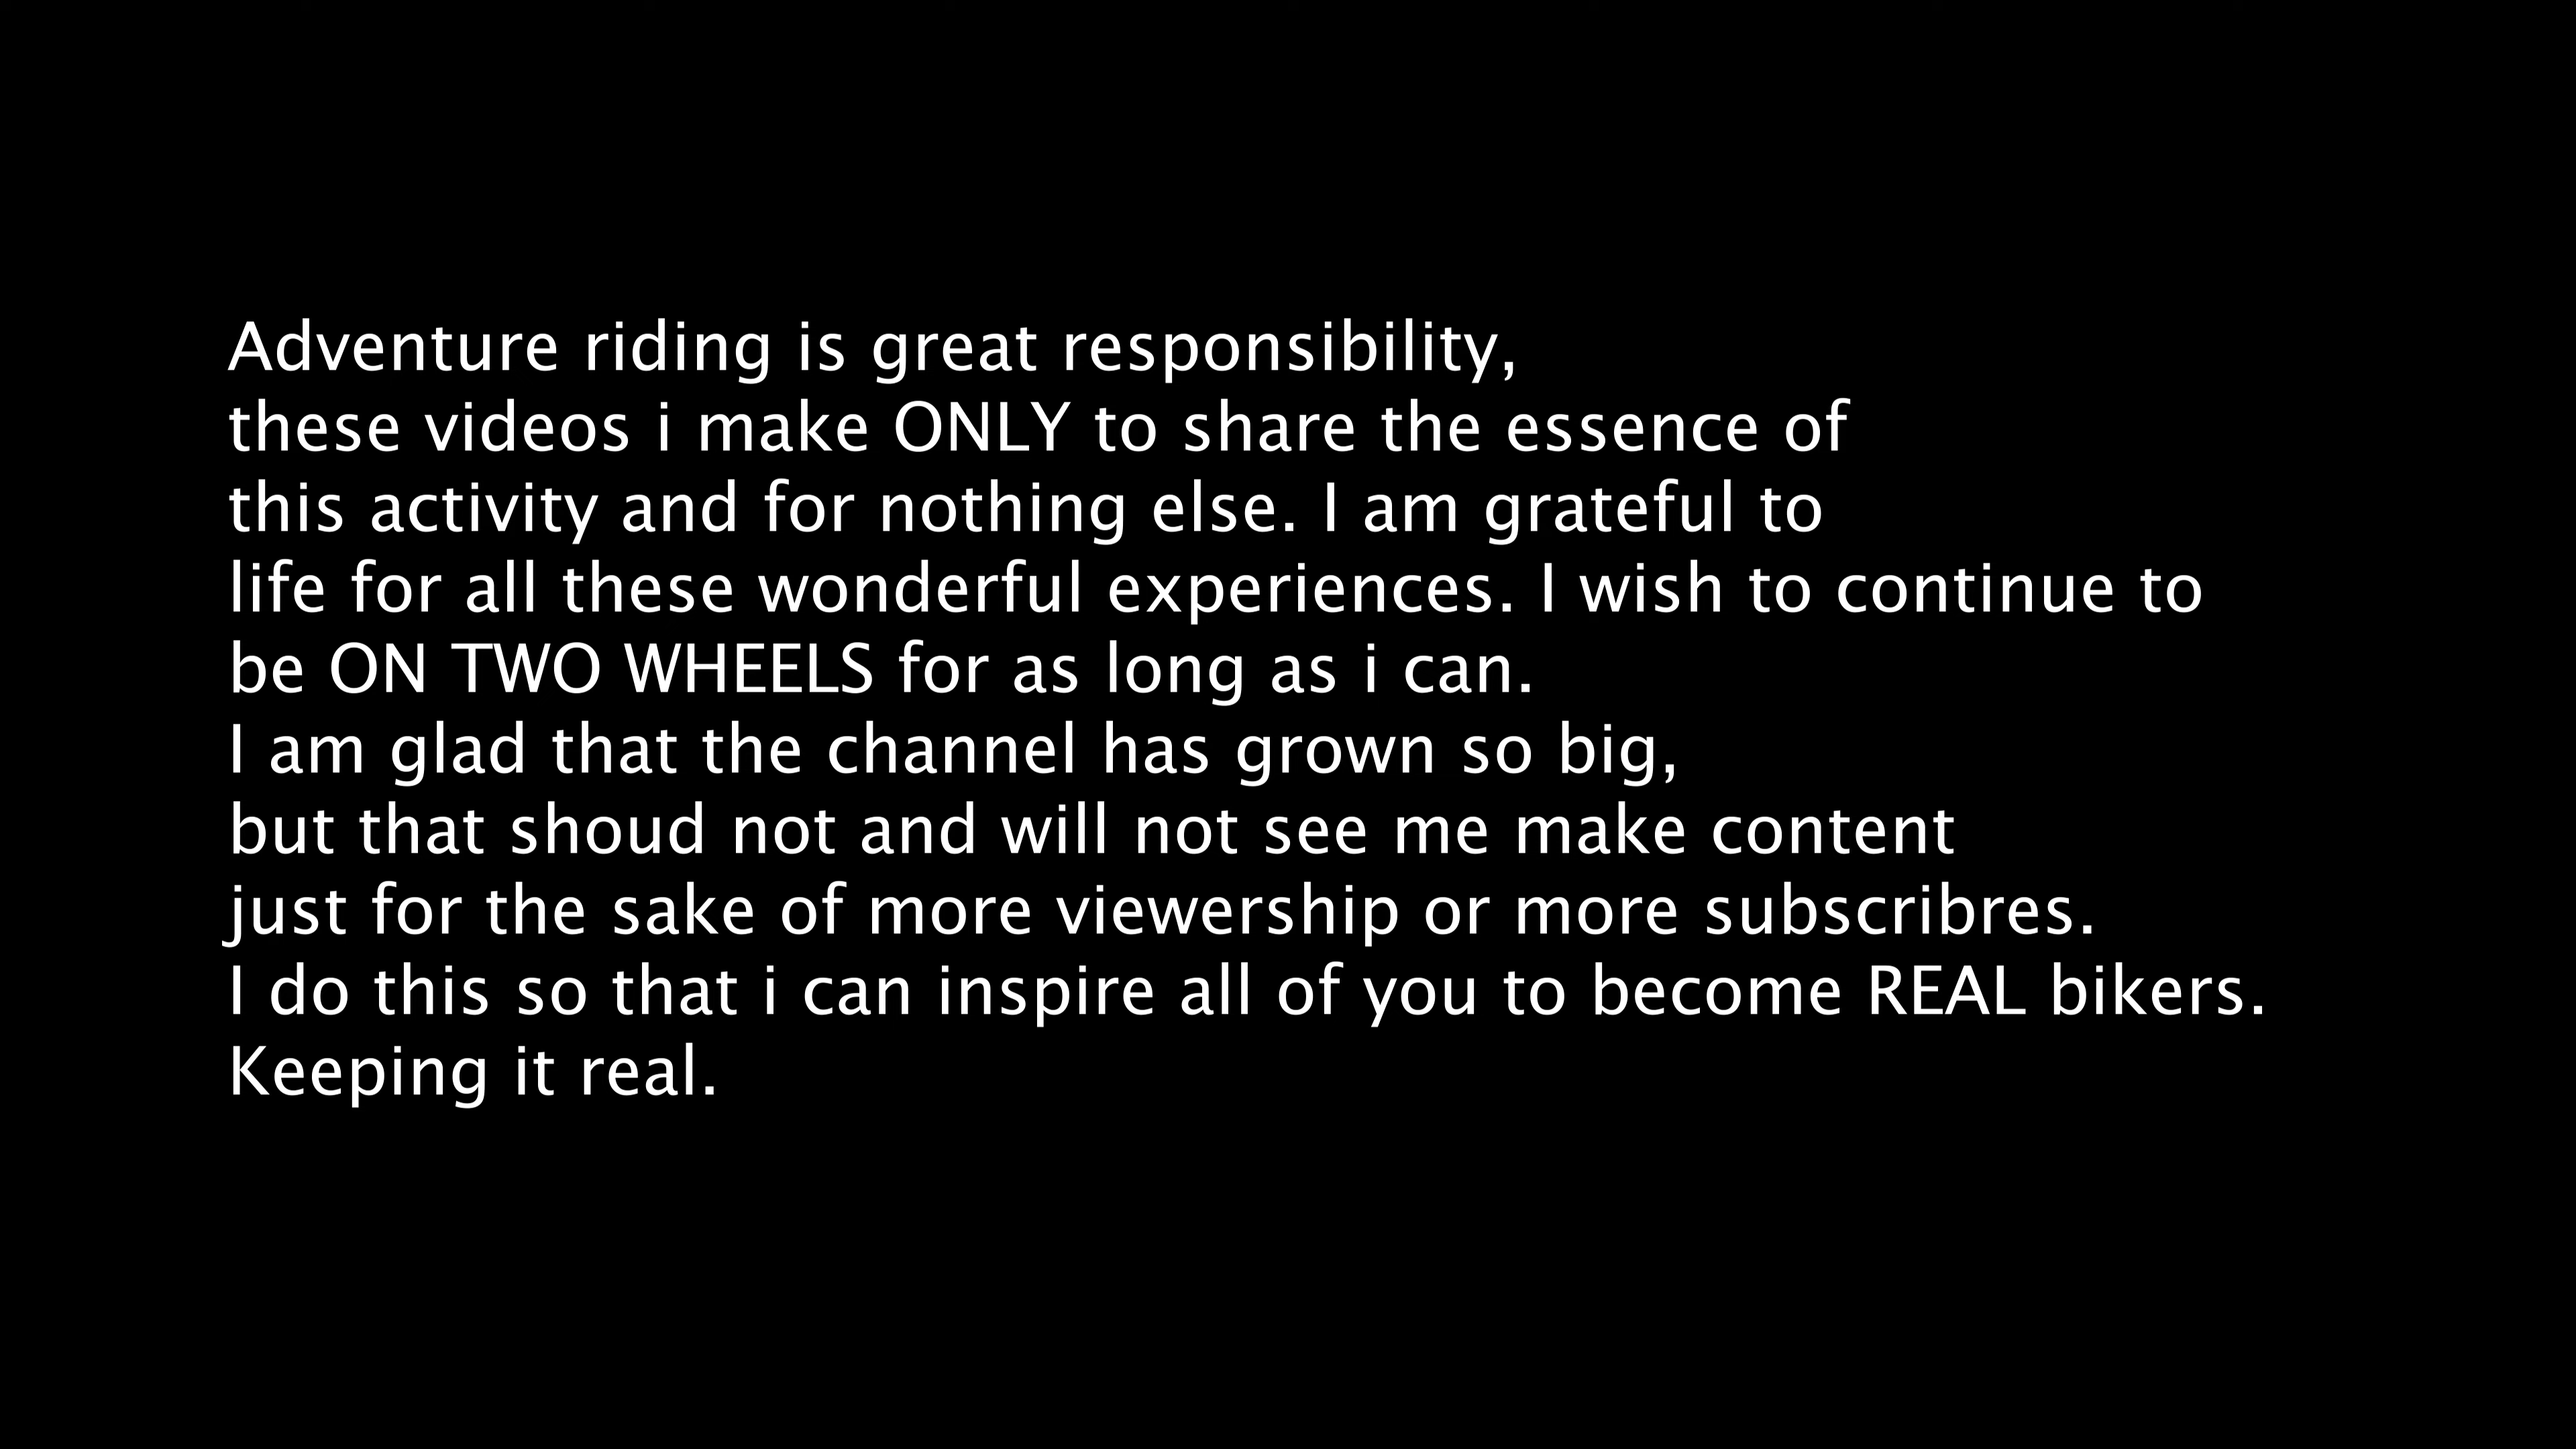 Adventure riding is great responsibility,
these videos i make ONLY to share the essence of
this activity and for nothing else. I am grateful to
life for all these wonderful experiences. I wish to continue to
be ON TWO WHEELS for as long as i can.
I am glad that the channel has grown so big,
but that shoud not and will not see me make content
just for the sake of more viewership or more subscribres.
I do this so that i can inspire all of you to become REAL bikers.
Keeping it real.